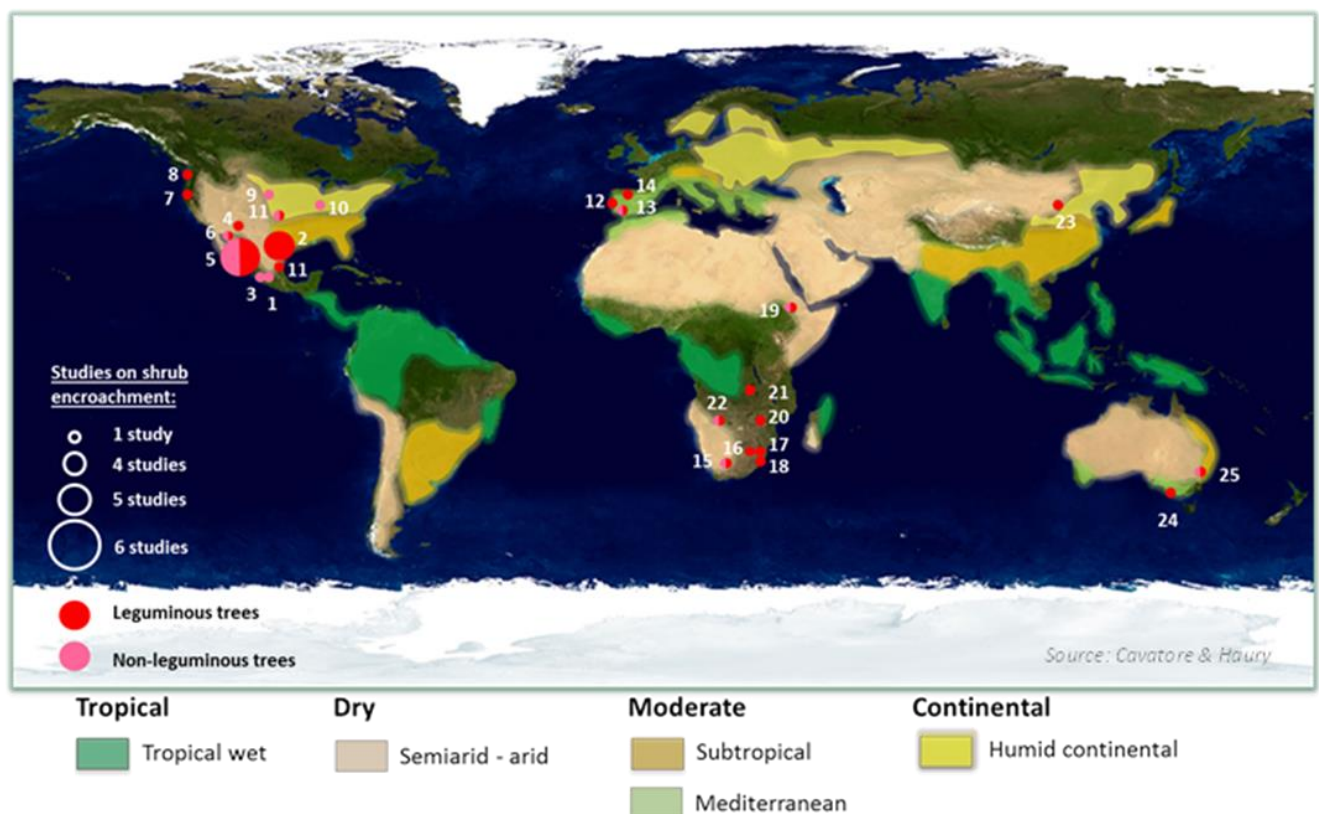 8
7
9
10
11
4
6
5
2
11
3
1
12
14
13
23
19
21
22
20
16
17
15
18
25
24
Studies on shrub
encroachment:
1 study
4 studies
5 studies
6 studies
Leguminous trees
Non-leguminous trees
Source: Cavatore & Haury
Tropical
Dry
Moderate
Continental
Tropical wet
Semiarid - arid
Subtropical
Humid continental
Mediterranean